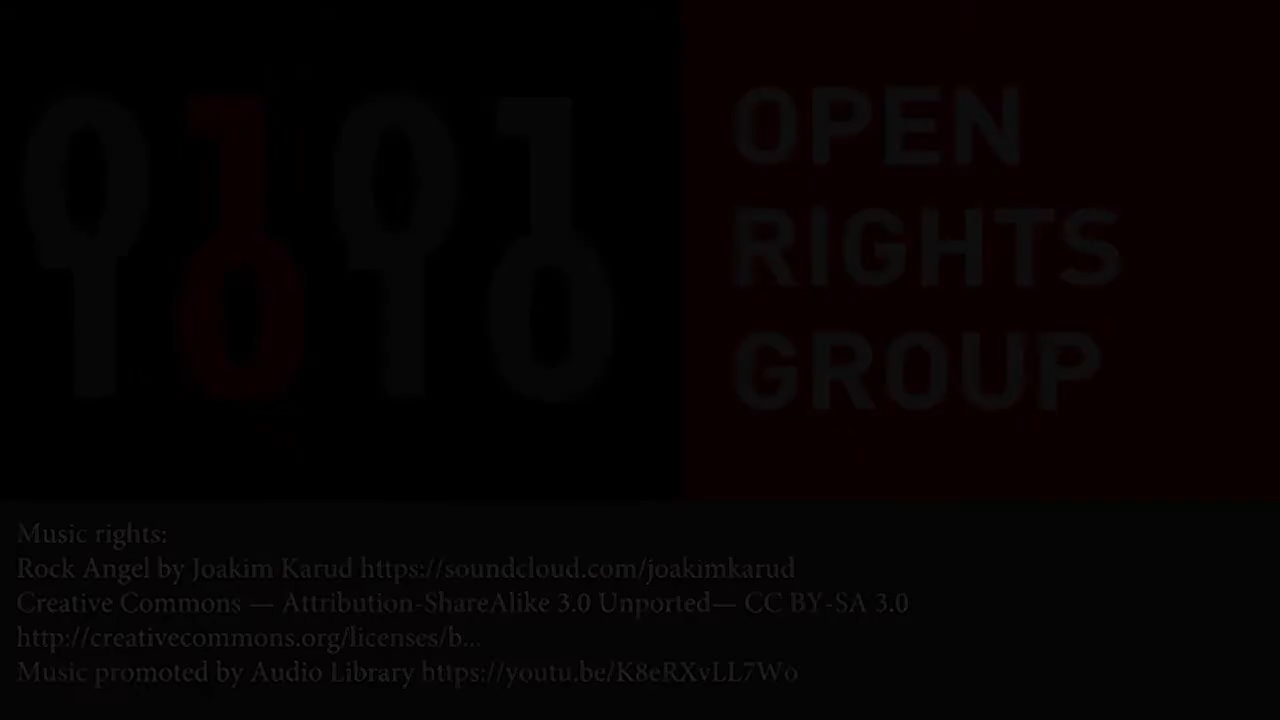 0101
1010
OPEN
RIGHTS
GROUP
Music rights:
Rock Angel by Joakim Karud https://soundcloud.com/joakimkarud
Creative Commons — Attribution-ShareAlike 3.0 Unported— CC BY-SA 3.0
http://creativecommons.org/licenses/b...
Music promoted by Audio Library https://youtu.be/K8eRXvLL7Wo